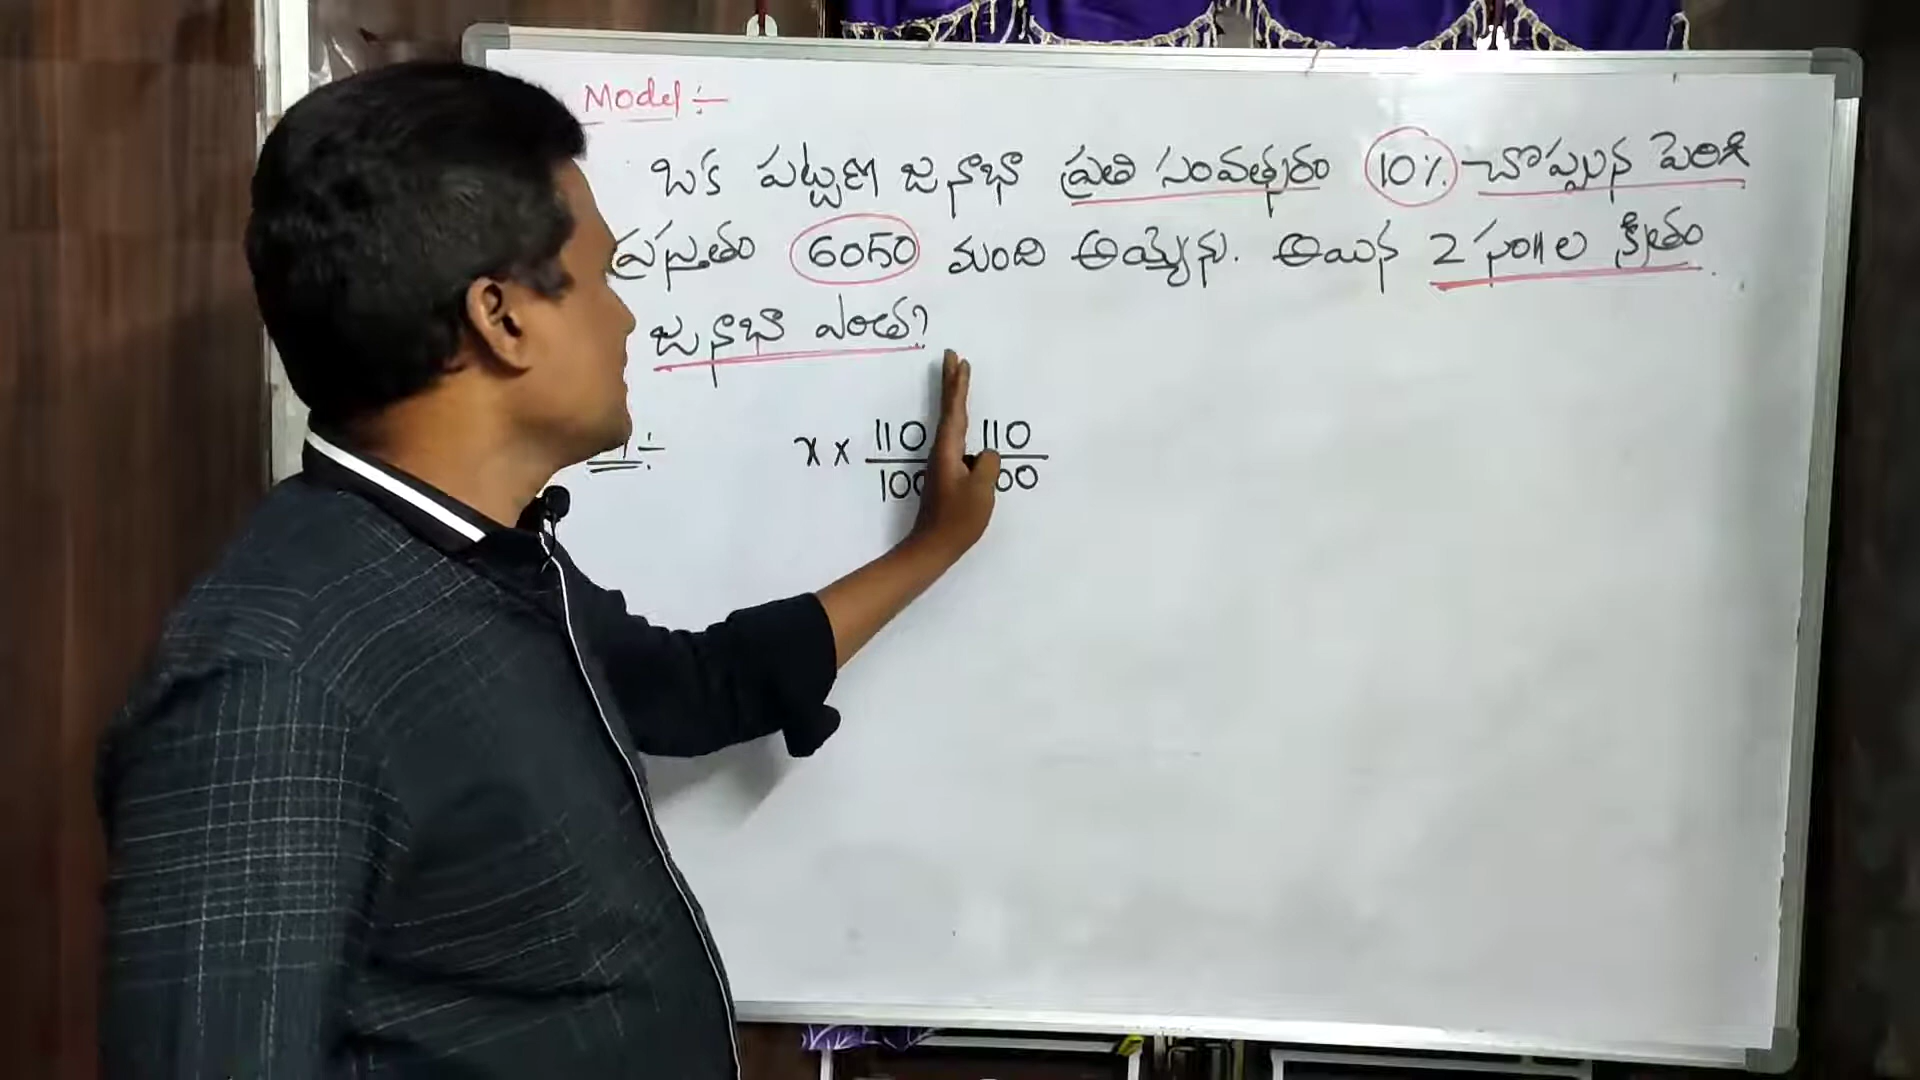 Model :-
ఒక పట్టణ జనాభా ప్రతి సంవత్సరం 10% చొప్పున పెరిగి
ప్రస్తుతం 6050 మంది అయ్యెను. అయిన 2 సం॥ల క్రితం
జనాభా ఎంత?
x × 110/100 110/100